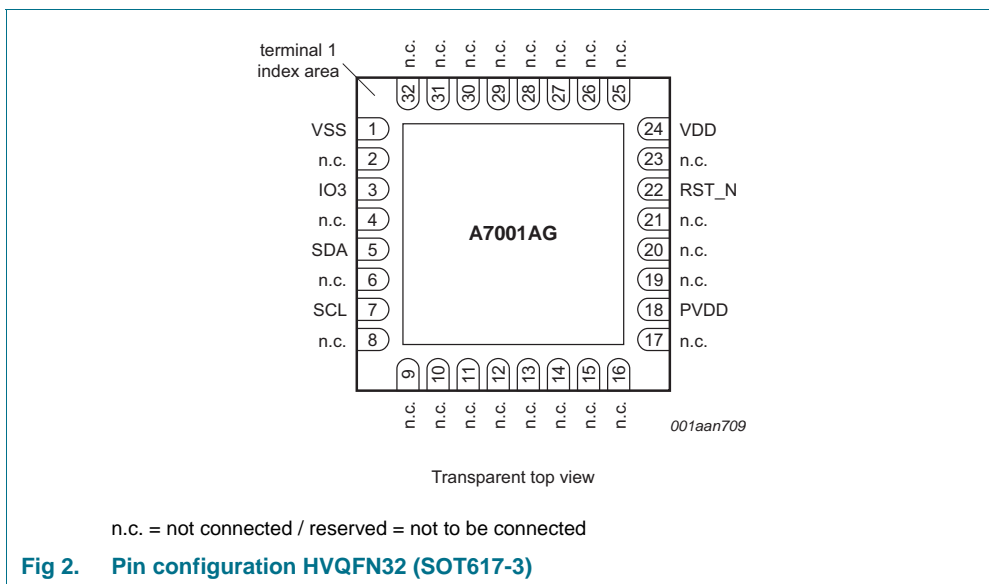 terminal 1
index area
n.c. n.c. n.c. n.c. n.c. n.c. n.c. n.c.
32 31 30 29 28 27 26 25
VSS 1
n.c. 2
IO3 3
n.c. 4
SDA 5
n.c. 6
SCL 7
n.c. 8
A7001AG
24 VDD
23 n.c.
22 RST_N
21 n.c.
20 n.c.
19 n.c.
18 PVDD
17 n.c.
9 10 11 12 13 14 15 16
n.c. n.c. n.c. n.c. n.c. n.c. n.c. n.c.
001aan709
Transparent top view
n.c. = not connected / reserved = not to be connected
Fig 2. Pin configuration HVQFN32 (SOT617-3)